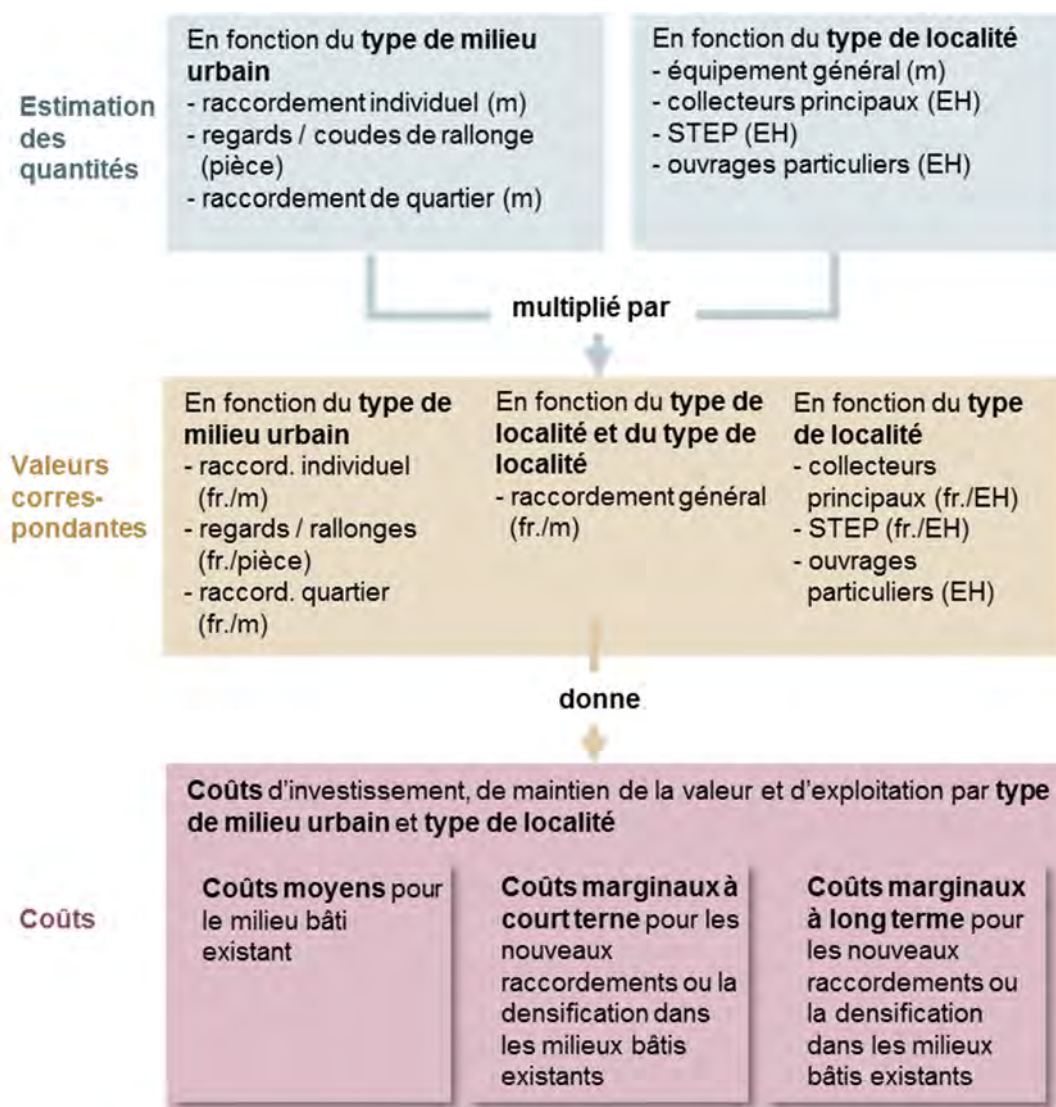 Estimation
des
quantités
En fonction du type de milieu
urbain
- raccordement individuel (m)
- regards / coudes de rallonge
(pièce)
- raccordement de quartier (m)
En fonction du type de localité
- équipement général (m)
- collecteurs principaux (EH)
- STEP (EH)
- ouvrages particuliers (EH)
multiplié par
Valeurs
corres-
pondantes
En fonction du type de
milieu urbain
- raccord. individuel
(fr./m)
- regards / rallonges
(fr./pièce)
- raccord. quartier
(fr./m)
En fonction du type de
localité et du type de
localité
- raccordement général
(fr./m)
En fonction du type
de localité
- collecteurs
principaux (fr./EH)
- STEP (fr./EH)
- ouvrages
particuliers (EH)
donne
Coûts
Coûts d'investissement, de maintien de la valeur et d'exploitation par type
de milieu urbain et type de localité
Coûts moyens pour
le milieu bâti
existant
Coûts marginaux à
court terne pour les
nouveaux
raccordements ou la
densification dans
les milieux bâtis
existants
Coûts marginaux
à long terme pour
les nouveaux
raccordements ou
la densification
dans les milieux
bâtis existants